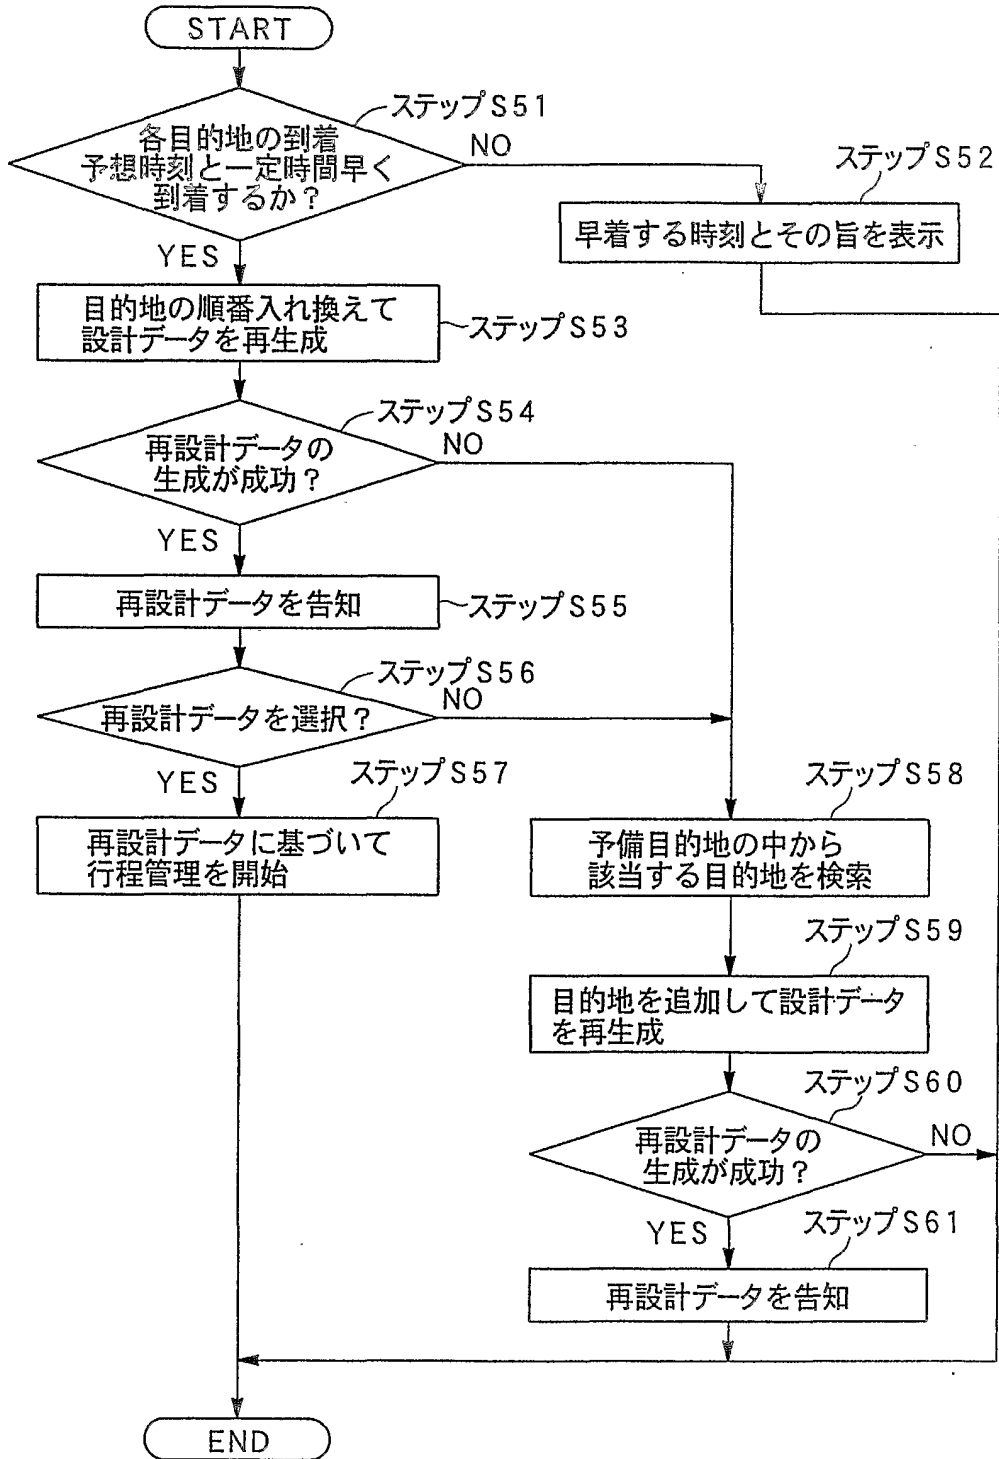 START
ステップS51
各目的地の到着
予想時刻と一定時間早く
到着するか？
NO
YES
ステップS52
早着する時刻とその旨を表示
目的地の順番入れ換えて
設計データを再生成
ステップS53
ステップS54
再設計データの
生成が成功？
NO
YES
再設計データを告知
ステップS55
ステップS56
再設計データを選択？
NO
YES
ステップS57
再設計データに基づいて
行程管理を開始
ステップS58
予備目的地の中から
該当する目的地を検索
ステップS59
目的地を追加して設計データ
を再生成
ステップS60
再設計データの
生成が成功？
NO
YES
ステップS61
再設計データを告知
END